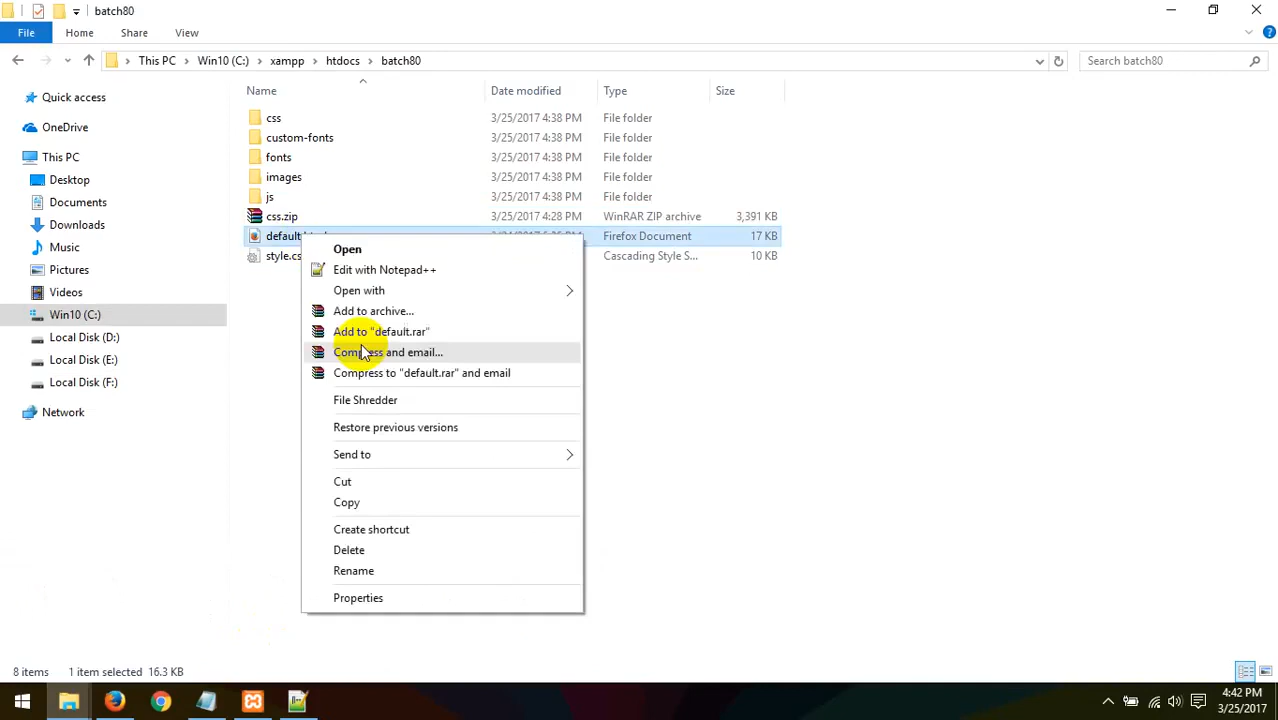 batch80
File Home Share View
This PC Win10 (C:) xampp htdocs batch80 Search batch80
Name Date modified Type Size
Quick access
OneDrive
This PC
Desktop
Documents
Downloads
Music
Pictures
Videos
Win10 (C:)
Local Disk (D:)
Local Disk (E:)
Local Disk (F:)
Network
css 3/25/2017 4:38 PM File folder
custom-fonts 3/25/2017 4:38 PM File folder
fonts 3/25/2017 4:38 PM File folder
images 3/25/2017 4:38 PM File folder
js 3/25/2017 4:38 PM File folder
css.zip 3/25/2017 4:28 PM WinRAR ZIP archive 3,391 KB
Firefox Document 17 KB
Cascading Style S... 10 KB
Open
Edit with Notepad++
Open with
Add to archive...
Add to "default.rar"
Compress and email...
Compress to "default.rar" and email
File Shredder
Restore previous versions
Send to
Cut
Copy
Create shortcut
Delete
Rename
Properties
8 items 1 item selected 16.3 KB
4:42 PM
3/25/2017